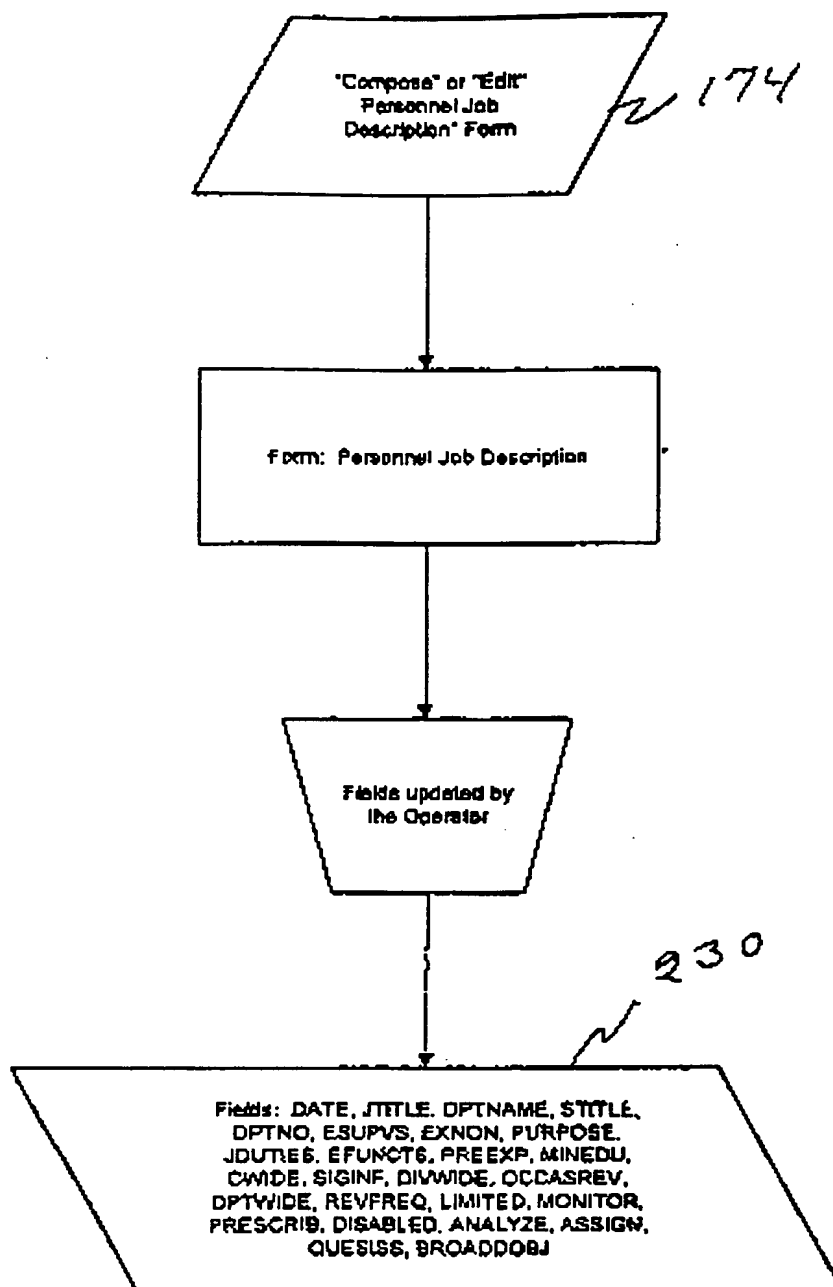 "Compose" or "Edit"
Personnel Job
Description" Form
174
Form: Personnel Job Description
Fields updated by
the Operator
230
Fields: DATE, JTITLE, DPTNAME, STITLE,
DPTNO, ESUPVS, EXNON, PURPOSE,
JDUTIES, EFUNCTS, PREEXP, MINEDU,
CWIDE, SIGINF, DIVWIDE, OCCASREV,
DPTWIDE, REVFREQ, LIMITED, MONITOR,
PRESCRIB, DISABLED, ANALYZE, ASSIGN,
QUESISS, BROADDOBJ